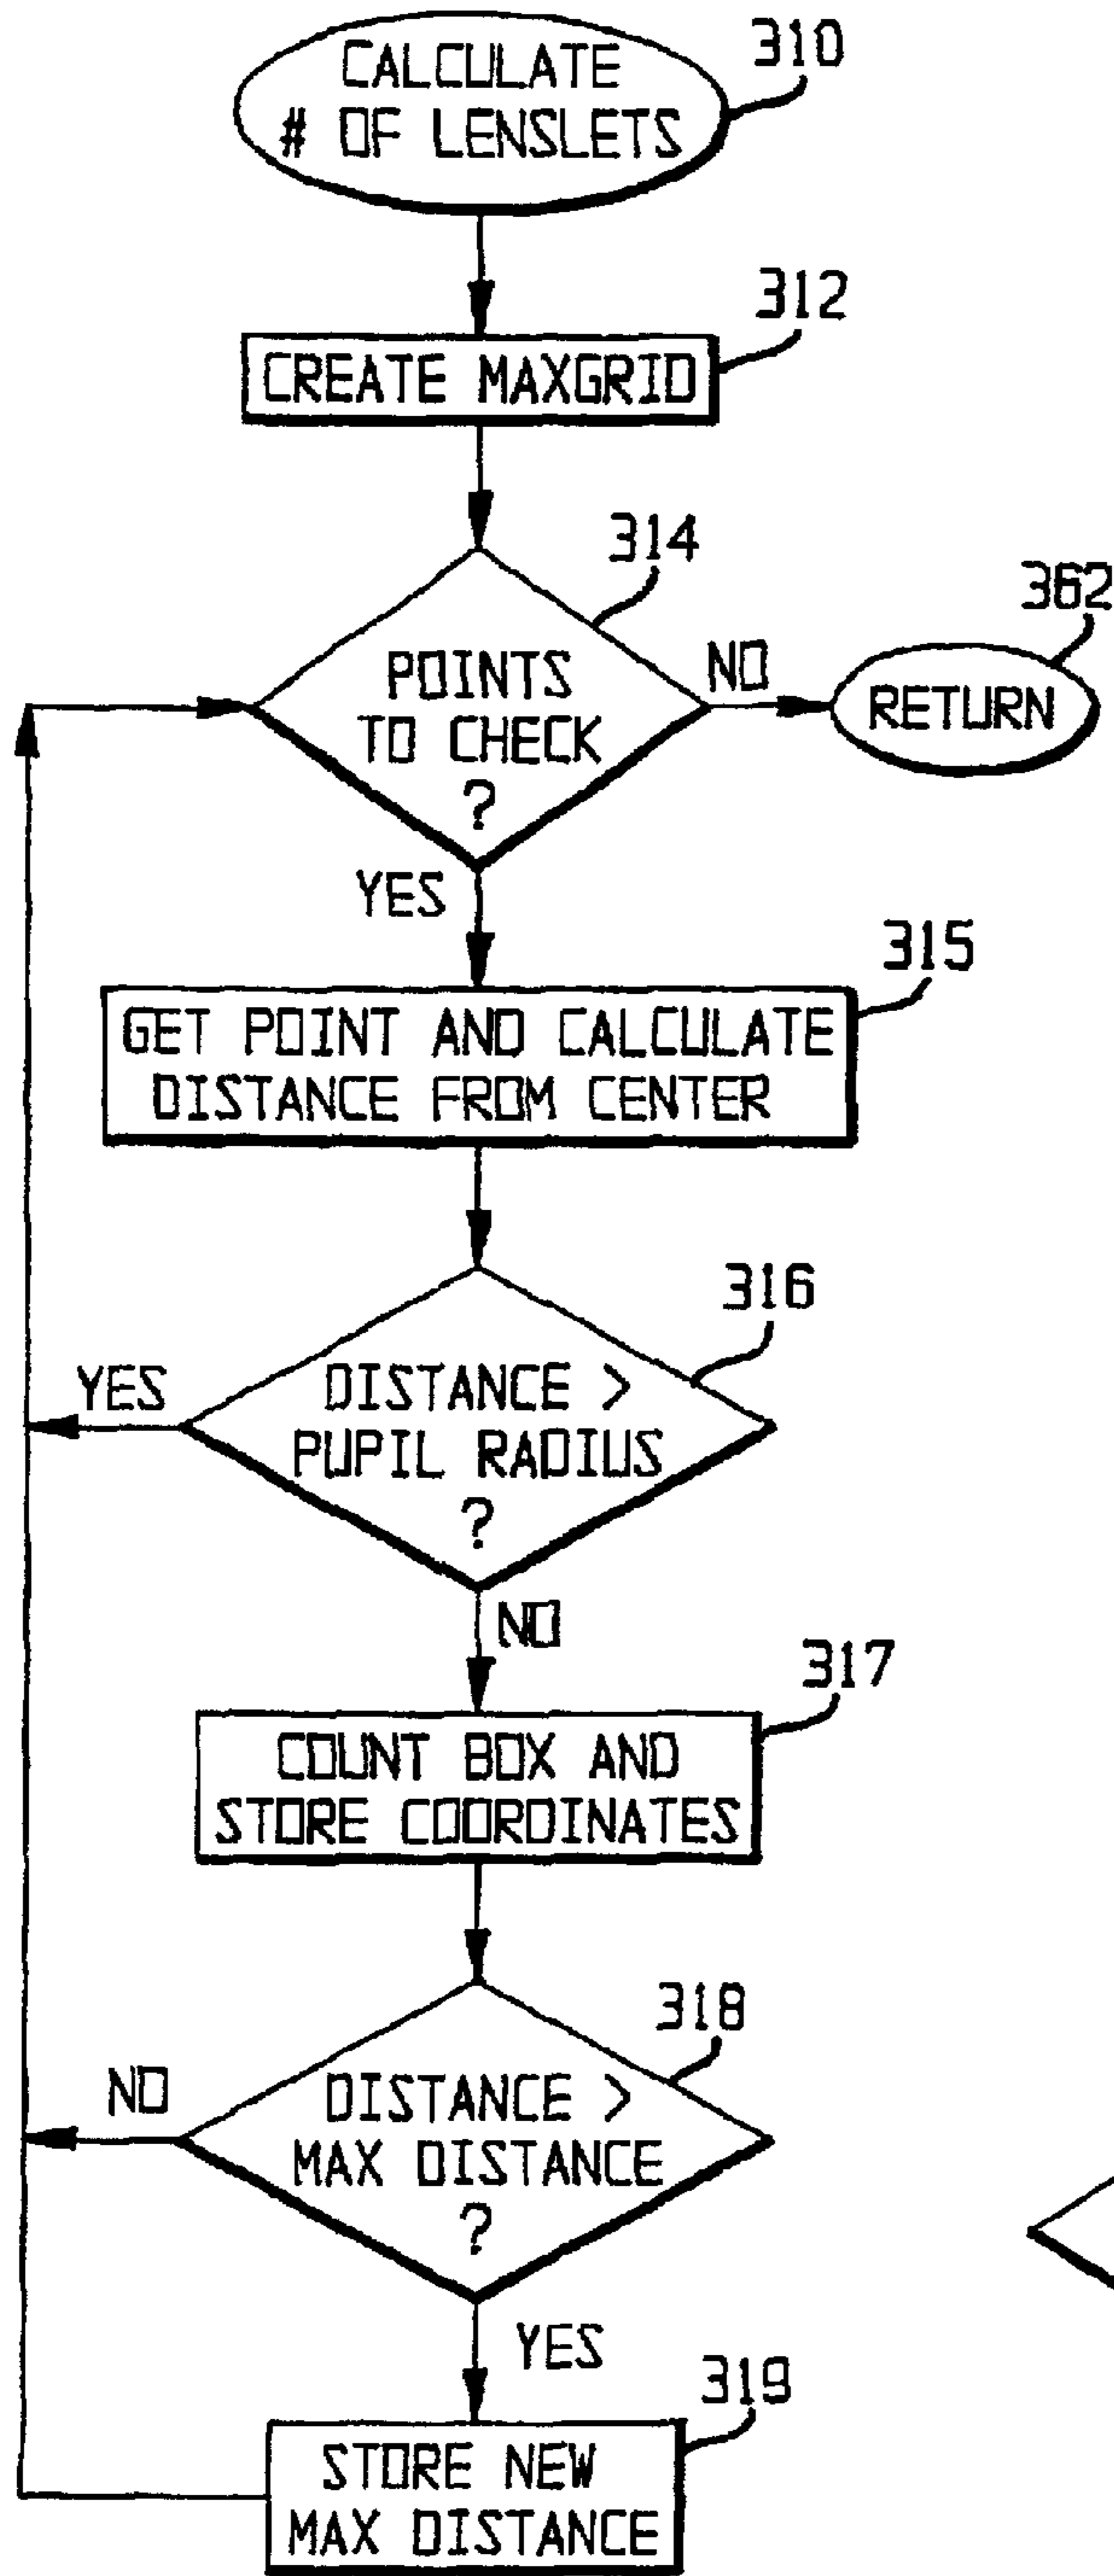 310
CALCULATE
# OF LENSLETS
312
CREATE MAXGRID
314
362
POINTS
TO CHECK
?
NO
RETURN
YES
315
GET POINT AND CALCULATE
DISTANCE FROM CENTER
316
YES
DISTANCE >
PUPIL RADIUS
?
NO
317
COUNT BOX AND
STORE COORDINATES
318
NO
DISTANCE >
MAX DISTANCE
?
YES
319
STORE NEW
MAX DISTANCE